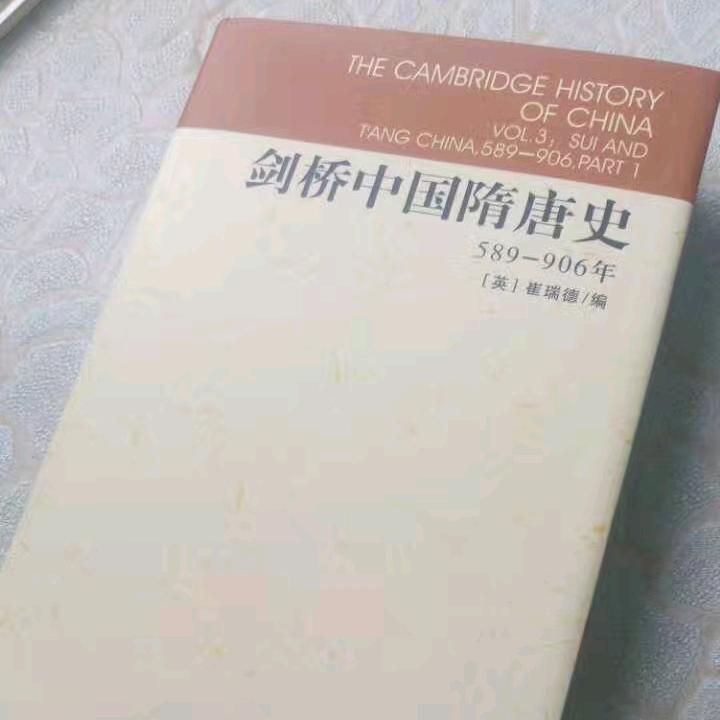 THE CAMBRIDGE HISTORY
OF CHINA
VOL.3, SUI AND
T'ANG CHINA,589—906,PART 1
剑桥中国隋唐史
589—906年
[英]崔瑞德/编